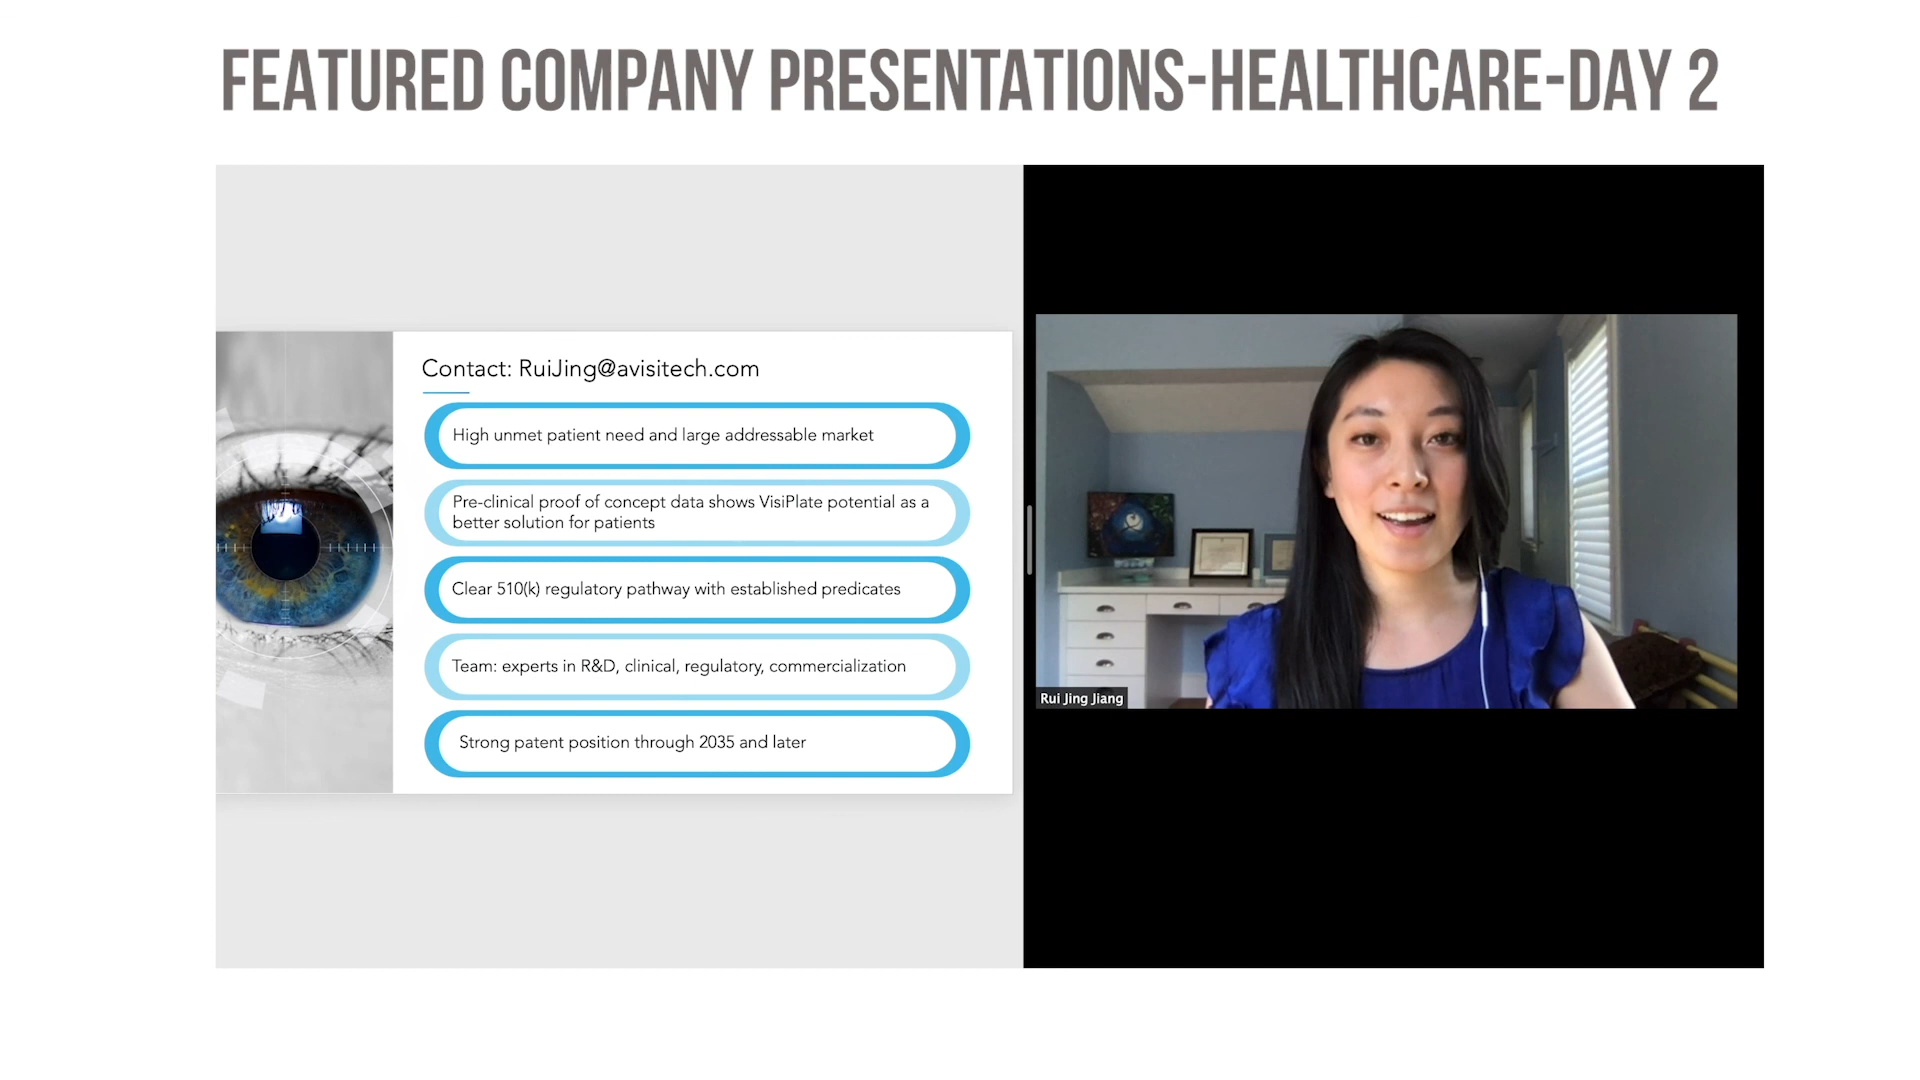 FEATURED COMPANY PRESENTATIONS-HEALTHCARE-DAY 2
Contact: RuiJing@avisitech.com
High unmet patient need and large addressable market
Pre-clinical proof of concept data shows VisiPlate potential as a
better solution for patients
Clear 510(k) regulatory pathway with established predicates
Team: experts in R&D, clinical, regulatory, commercialization
Strong patent position through 2035 and later
Rui Jing Jiang